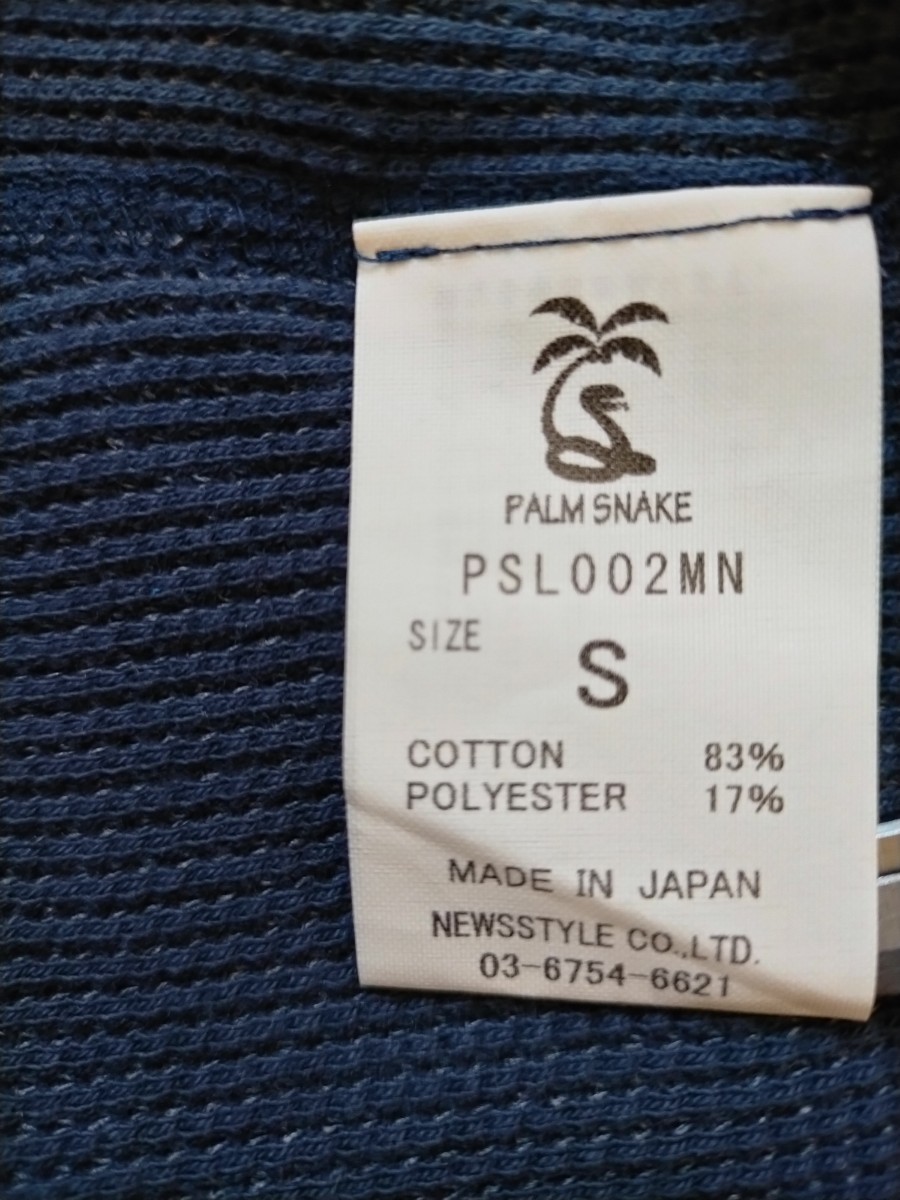 PALM SNAKE
PSL002MN
SIZE
S
COTTON 83%
POLYESTER 17%
MADE IN JAPAN
NEWSSTYLE CO.,LTD.
03-6754-6621